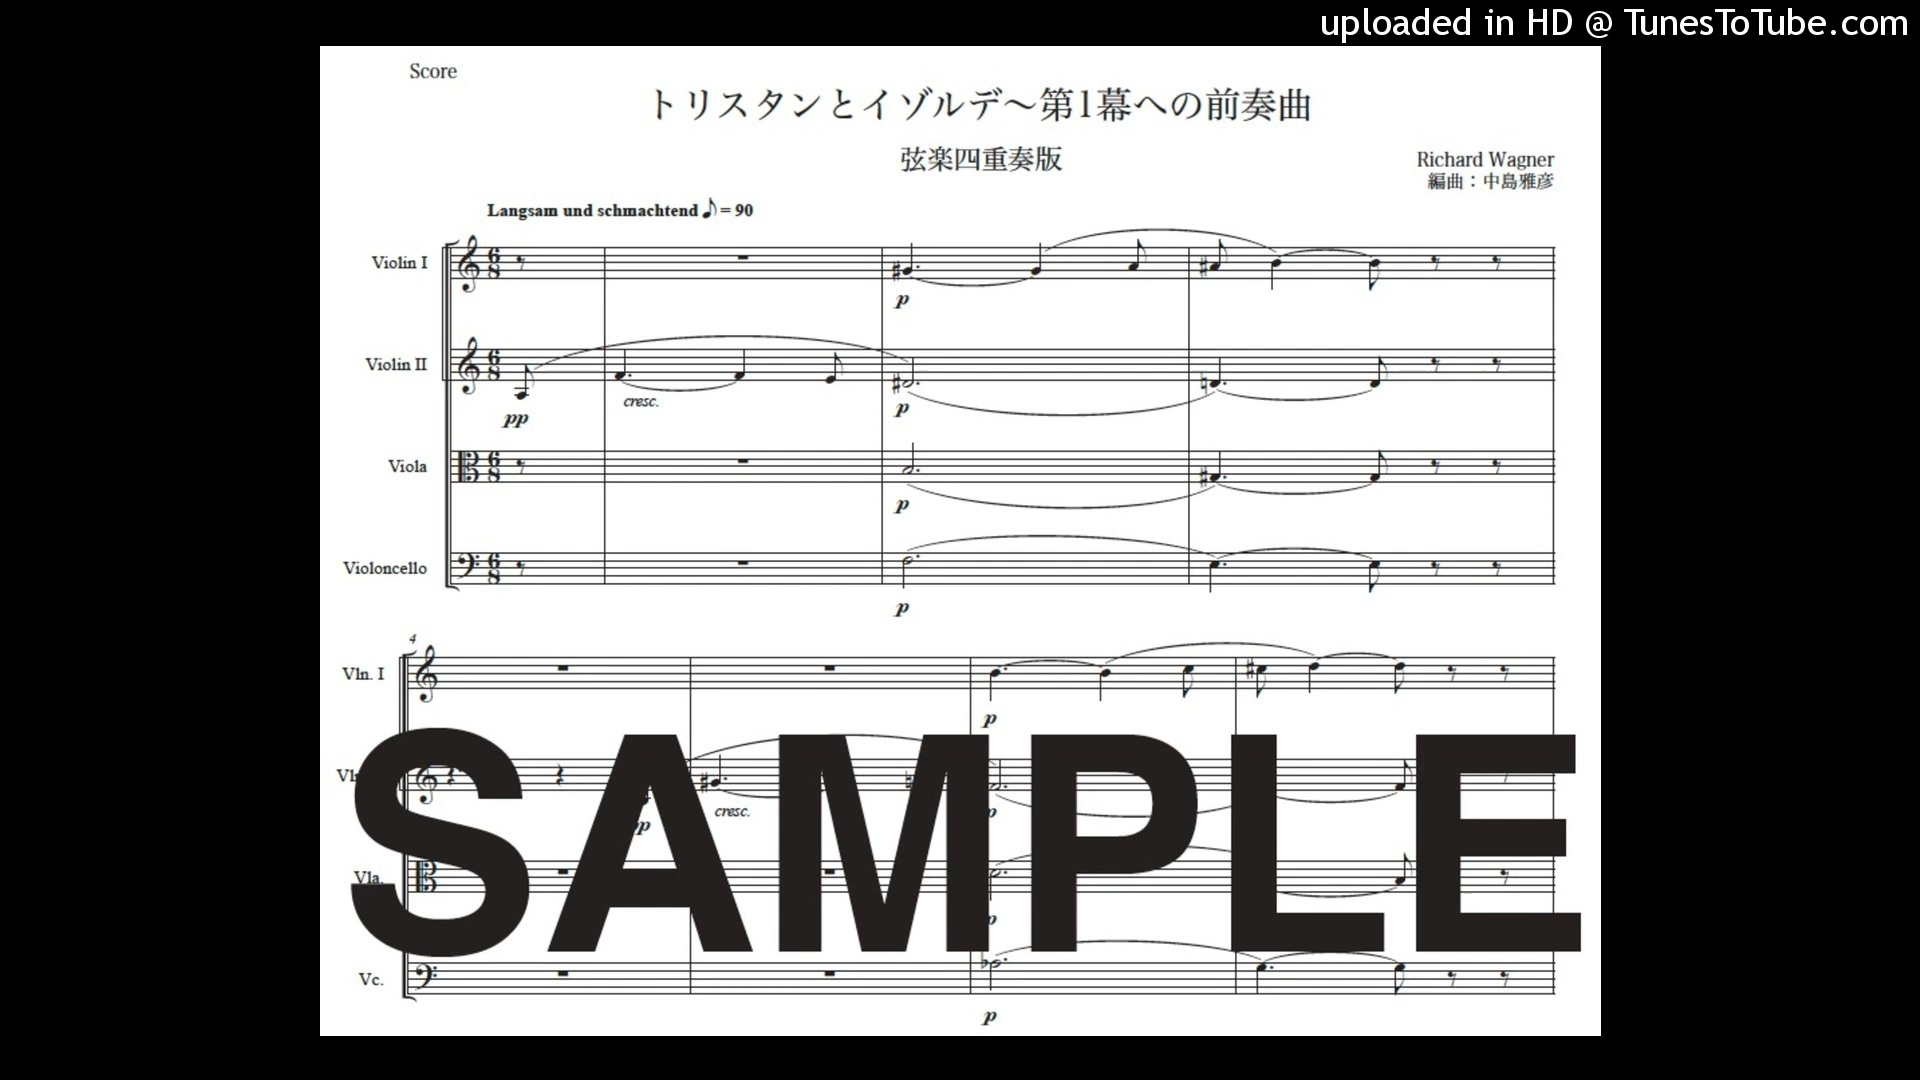 uploaded in HD @ TunesToTube.com
Score
トリスタンとイゾルデ〜第1幕への前奏曲
弦楽四重奏版
Richard Wagner
編曲：中島雅彦
Langsam und schmachtend ♪= 90
Violin I
p
Violin II
pp
cresc.
p
Viola
p
Violoncello
p
4
Vln. I
p
cresc.
p
Vla.
p
Vc.
p
SAMPLE